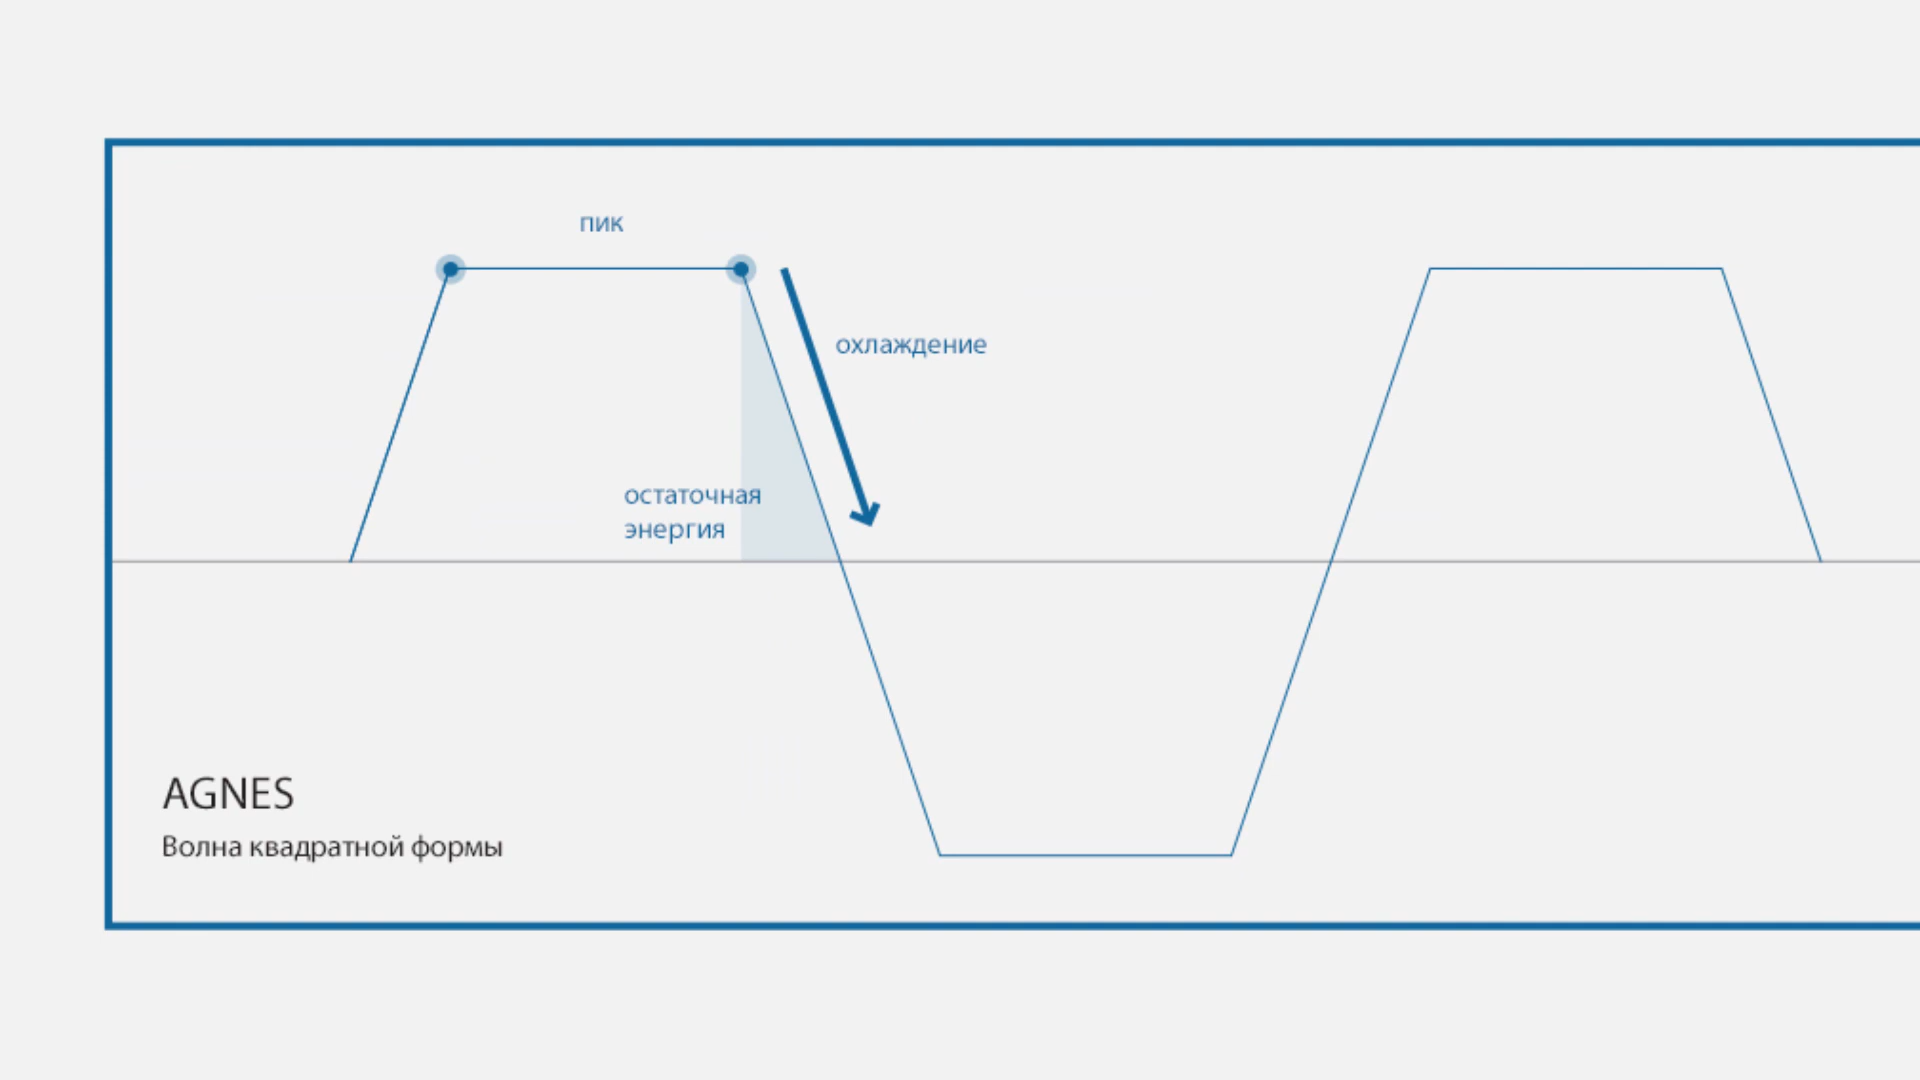 пик
охлаждение
остаточная
энергия
AGNES
Волна квадратной формы